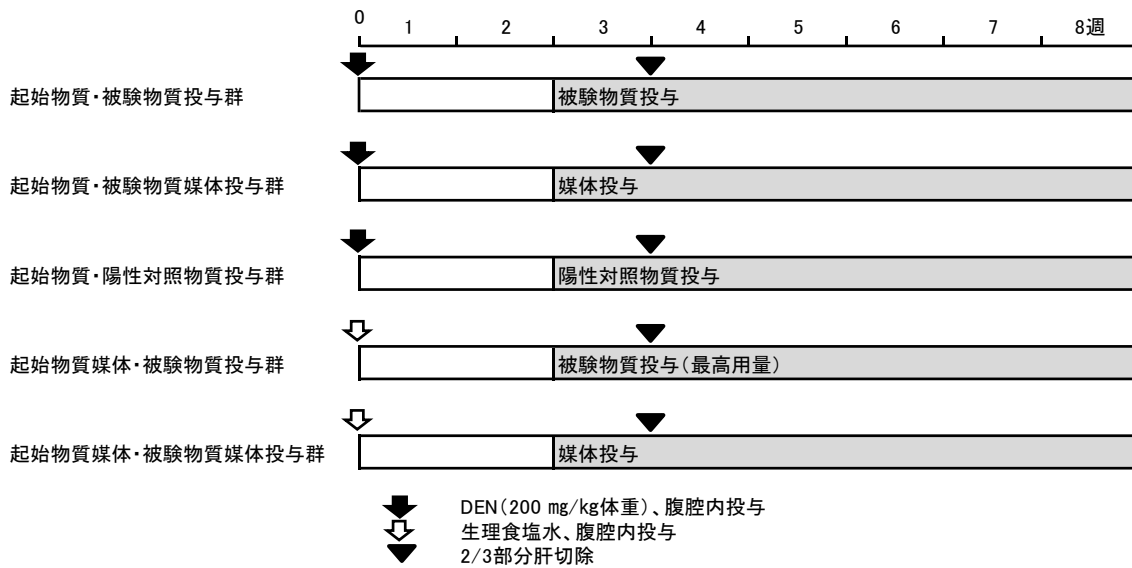 0
1 2 3 4 5 6 7 8週
起始物質・被験物質投与群
被験物質投与
起始物質・被験物質媒体投与群
媒体投与
起始物質・陽性対照物質投与群
陽性対照物質投与
起始物質媒体・被験物質投与群
被験物質投与(最高用量)
起始物質媒体・被験物質媒体投与群
媒体投与
DEN(200 mg/kg体重)、腹腔内投与
生理食塩水、腹腔内投与
2/3部分肝切除